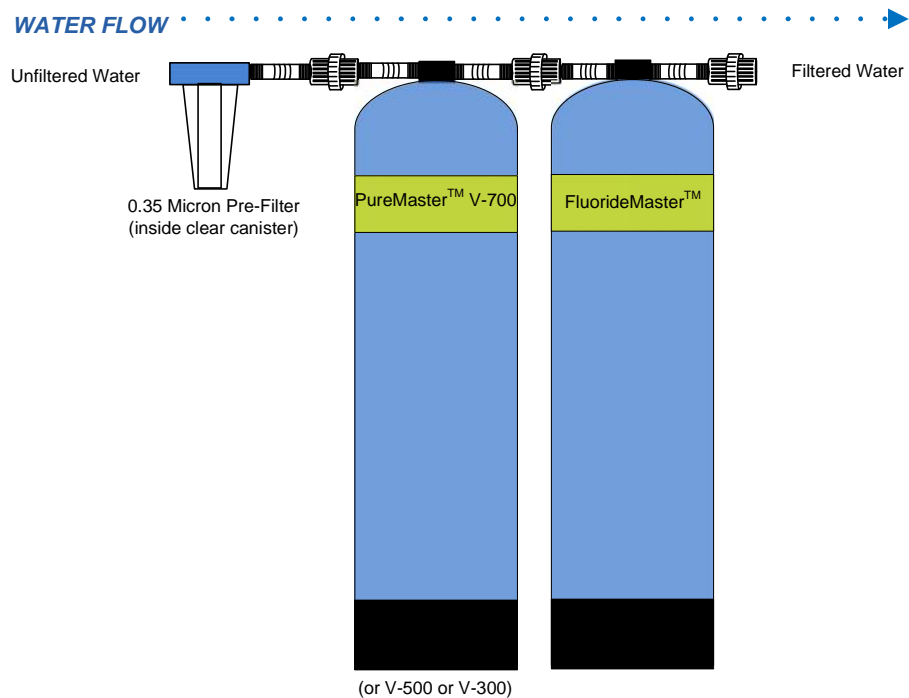 WATER FLOW
Unfiltered Water
Filtered Water
0.35 Micron Pre-Filter
(inside clear canister)
PureMaster™ V-700
FluorideMaster™
(or V-500 or V-300)